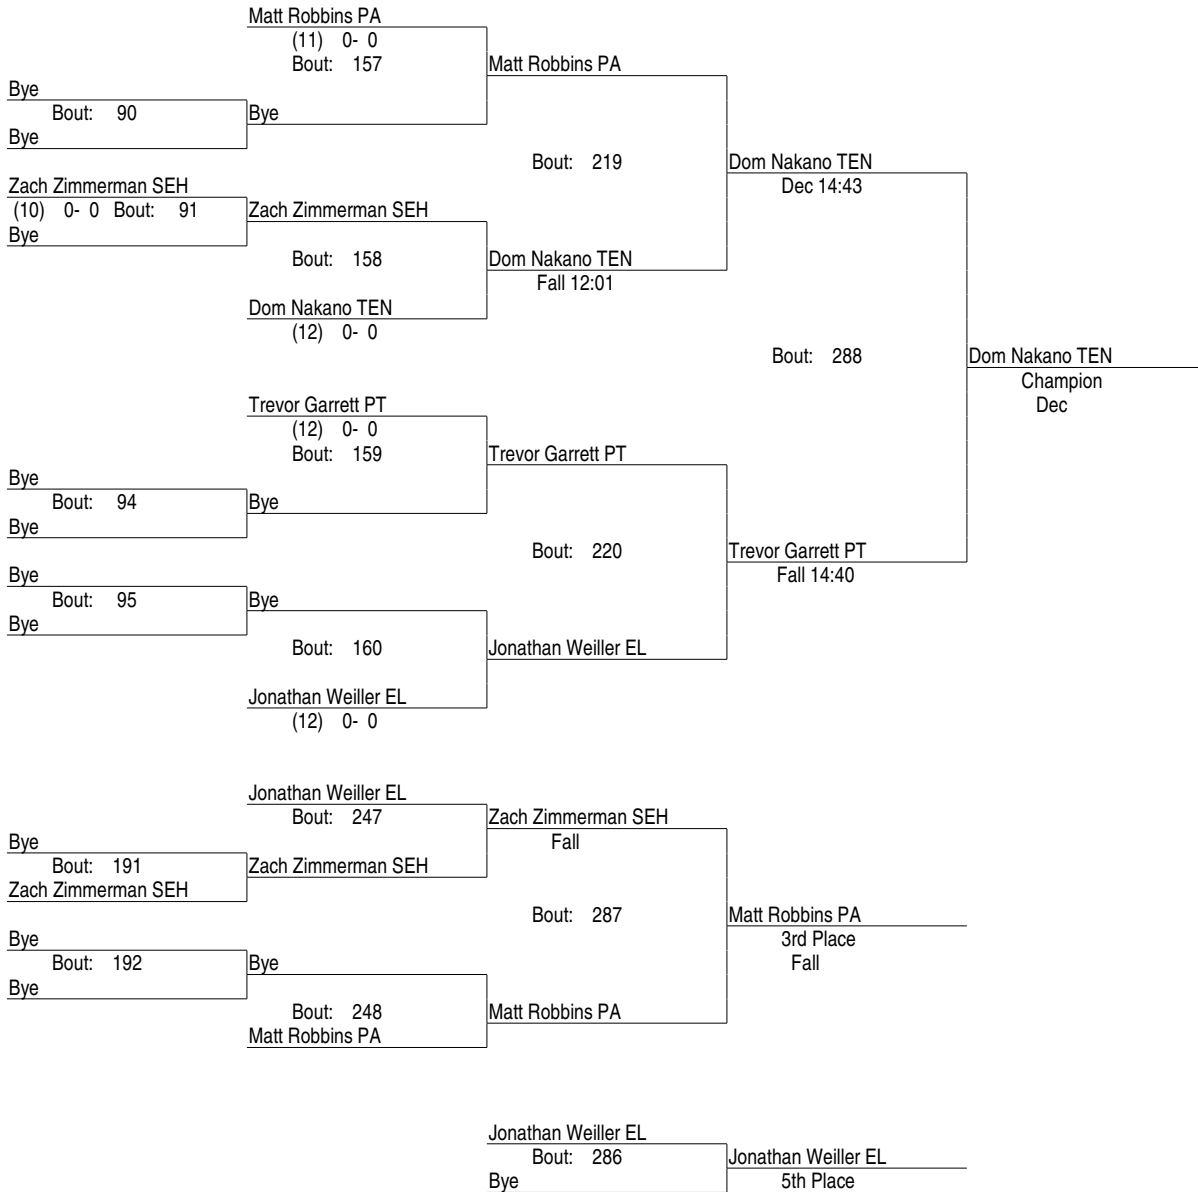 Matt Robbins PA
(11) 0- 0
Bout: 157
Matt Robbins PA
Bye
Bout: 90
Bye
Bye
Bout: 219
Dom Nakano TEN
Dec 14:43
Zach Zimmerman SEH
(10) 0- 0 Bout: 91
Zach Zimmerman SEH
Bye
Bout: 158
Dom Nakano TEN
Fall 12:01
Dom Nakano TEN
(12) 0- 0
Bout: 288
Dom Nakano TEN
Champion
Dec
Trevor Garrett PT
(12) 0- 0
Bout: 159
Trevor Garrett PT
Bye
Bout: 94
Bye
Bye
Bout: 220
Trevor Garrett PT
Fall 14:40
Bye
Bout: 95
Bye
Bye
Bout: 160
Jonathan Weiller EL
Jonathan Weiller EL
(12) 0- 0
Jonathan Weiller EL
Bout: 247
Zach Zimmerman SEH
Fall
Bye
Bout: 191
Zach Zimmerman SEH
Zach Zimmerman SEH
Bout: 287
Matt Robbins PA
3rd Place
Fall
Bye
Bout: 192
Bye
Bye
Bout: 248
Matt Robbins PA
Matt Robbins PA
Jonathan Weiller EL
Bout: 286
Jonathan Weiller EL
Bye
5th Place